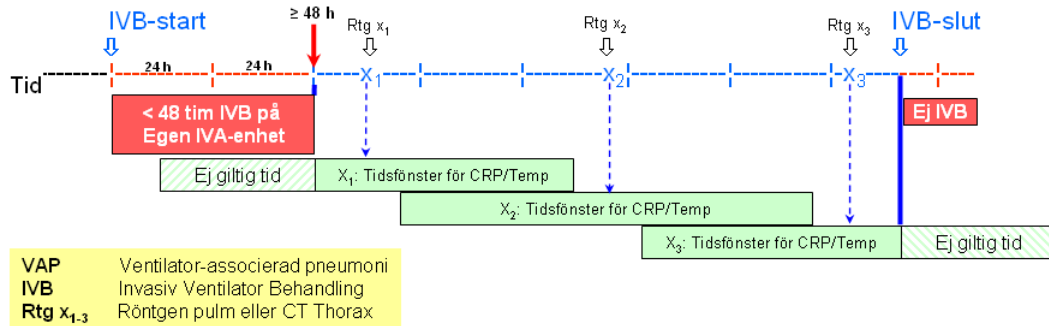 IVB-start
≥ 48 h
Rtg x1
Rtg x2
Rtg x3
IVB-slut
24 h
24 h
Tid
X1
X2
X3
< 48 tim IVB på
Egen IVA-enhet
Ej IVB
Ej giltig tid
X1: Tidsfönster för CRP/Temp
X2: Tidsfönster för CRP/Temp
X3: Tidsfönster för CRP/Temp
Ej giltig tid
VAP Ventilator-associerad pneumoni
IVB Invasiv Ventilator Behandling
Rtg x1-3 Röntgen pulm eller CT Thorax